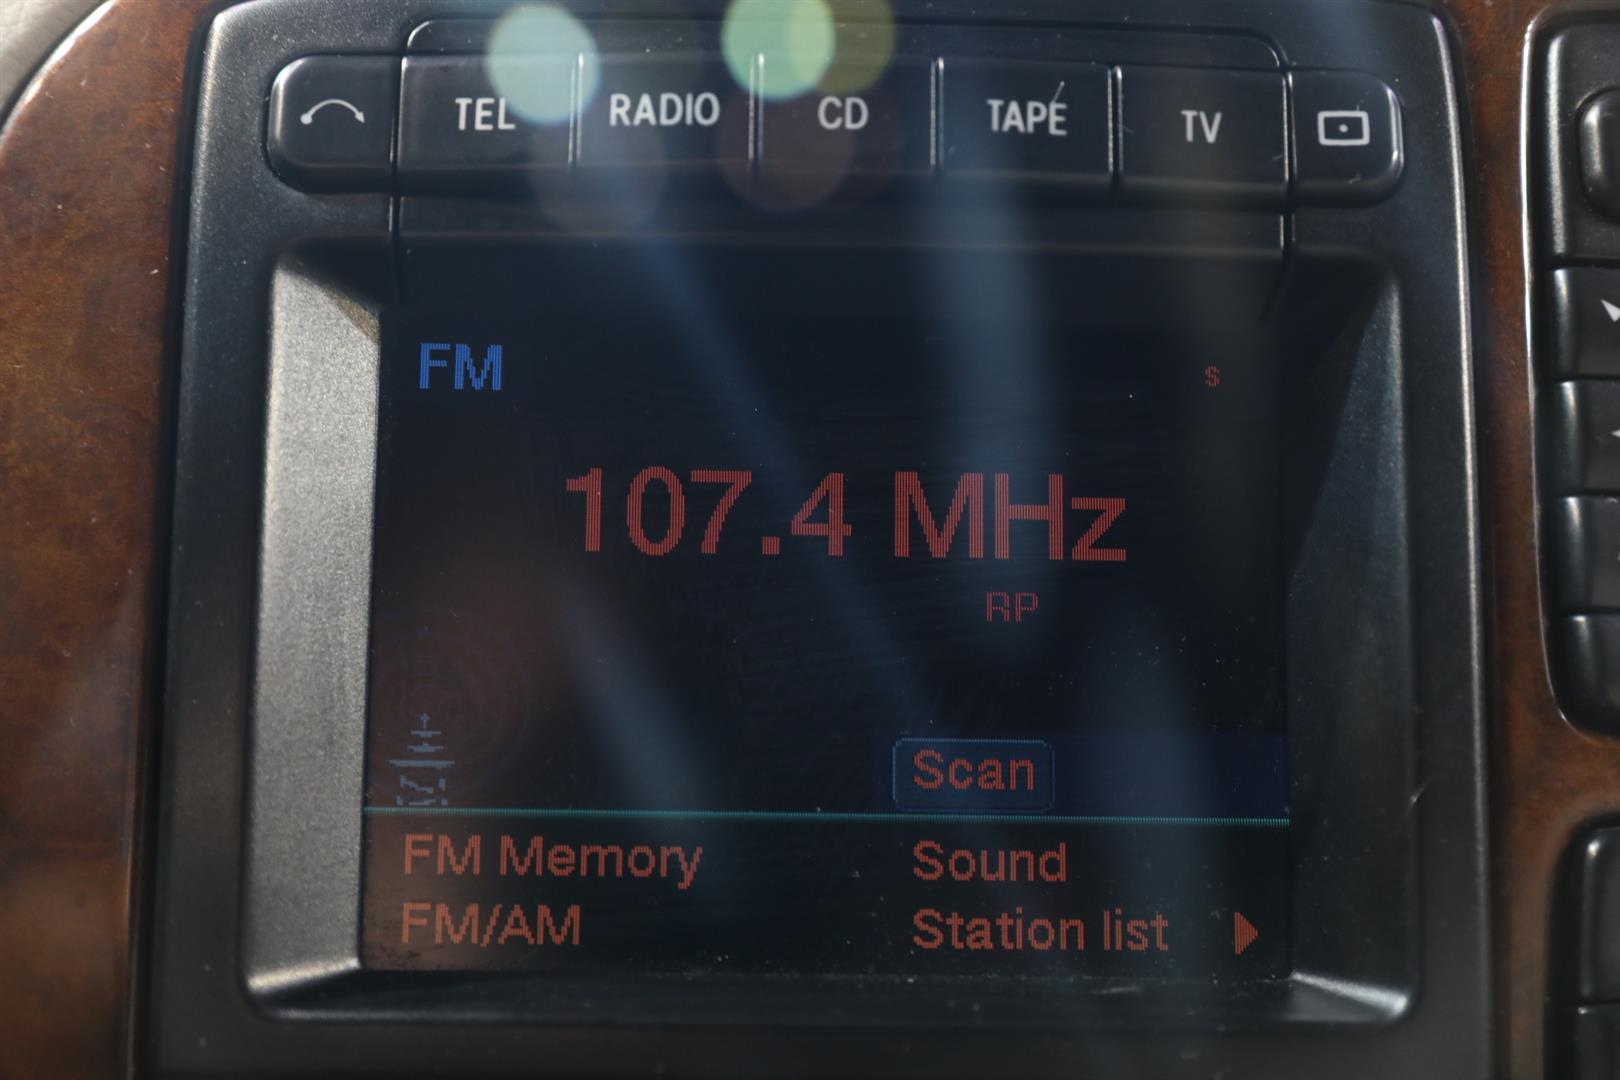 TEL RADIO CD TAPE TV
FM s
107.4 MHz
RP
Scan
FM Memory Sound
FM/AM Station list